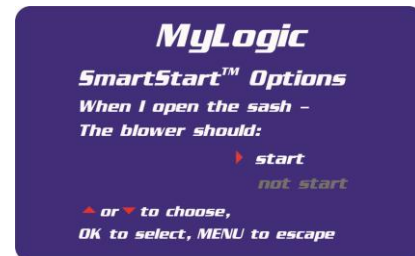 MyLogic
SmartStart™ Options
When I open the sash –
The blower should:
start
not start
or to choose,
OK to select, MENU to escape